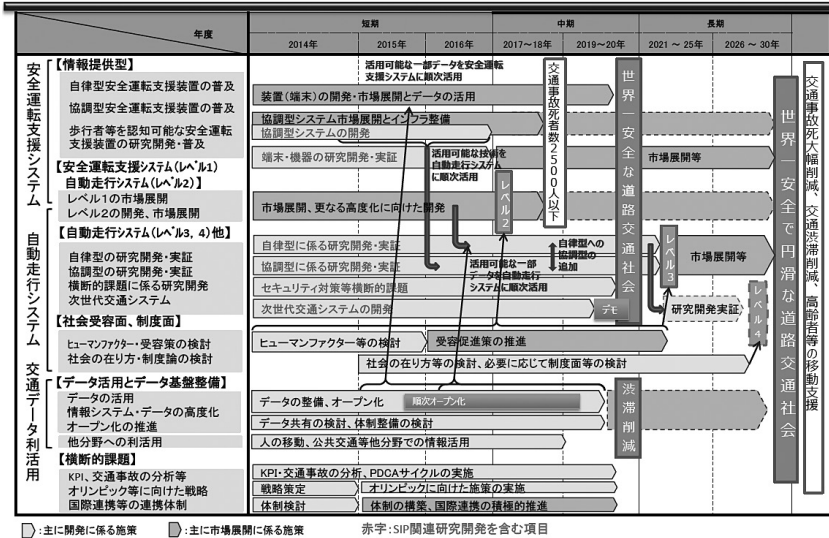 年度
短期
中期
長期
2014年
2015年
2016年
2017～18年
2019～20年
2021～25年
2026～30年
安全運転支援システム
自動走行システム
交通データ利活用
【情報提供型】
自律型安全運転支援装置の普及
協調型安全運転支援装置の普及
歩行者等を認知可能な安全運転
支援装置の研究開発・普及
【安全運転支援システム(レベル1)
自動走行システム(レベル2)】
レベル1の市場展開
レベル2の開発、市場展開
【自動走行システム(レベル3, 4)他】
自律型の研究開発・実証
協調型の研究開発・実証
横断的課題に係る研究開発
次世代交通システム
【社会受容面、制度面】
ヒューマンファクター・受容策の検討
社会の在り方・制度論の検討
【データ活用とデータ基盤整備】
データの活用
情報システム・データの高度化
オープン化の推進
他分野への利活用
【横断的課題】
KPI、交通事故の分析等
オリンピック等に向けた戦略
国際連携等の連携体制
活用可能な一部データを安全運転
支援システムに順次活用
装置(端末)の開発・市場展開とデータの活用
協調型システム市場展開とインフラ整備
協調型システムの開発
端末・機器の研究開発・実証
活用可能な技術を
自動走行システム
に順次活用
市場展開等
市場展開、更なる高度化に向けた開発
レベル2
交通事故死者数2500人以下
世界一安全な道路交通社会
自律型に係る研究開発・実証
協調型に係る研究開発・実証
自律型への
協調型の
追加
活用可能な一部
データを自動走行
システムに順次活用
セキュリティ対策等横断的課題
次世代交通システムの開発
デモ
レベル3
市場展開等
研究開発実証
レベル4
ヒューマンファクター等の検討
受容促進策の推進
社会の在り方等の検討、必要に応じて制度面等の検討
データの整備、オープン化
順次オープン化
データ共有の検討、体制整備の検討
人の移動、公共交通等他分野での情報活用
渋滞削減
KPI・交通事故の分析、PDCAサイクルの実施
戦略策定
オリンピックに向けた施策の実施
体制検討
体制の構築、国際連携の積極的推進
世界一安全で円滑な道路交通社会
交通事故死大幅削減、交通渋滞削減、高齢者等の移動支援
:主に開発に係る施策
:主に市場展開に係る施策
赤字:SIP関連研究開発を含む項目